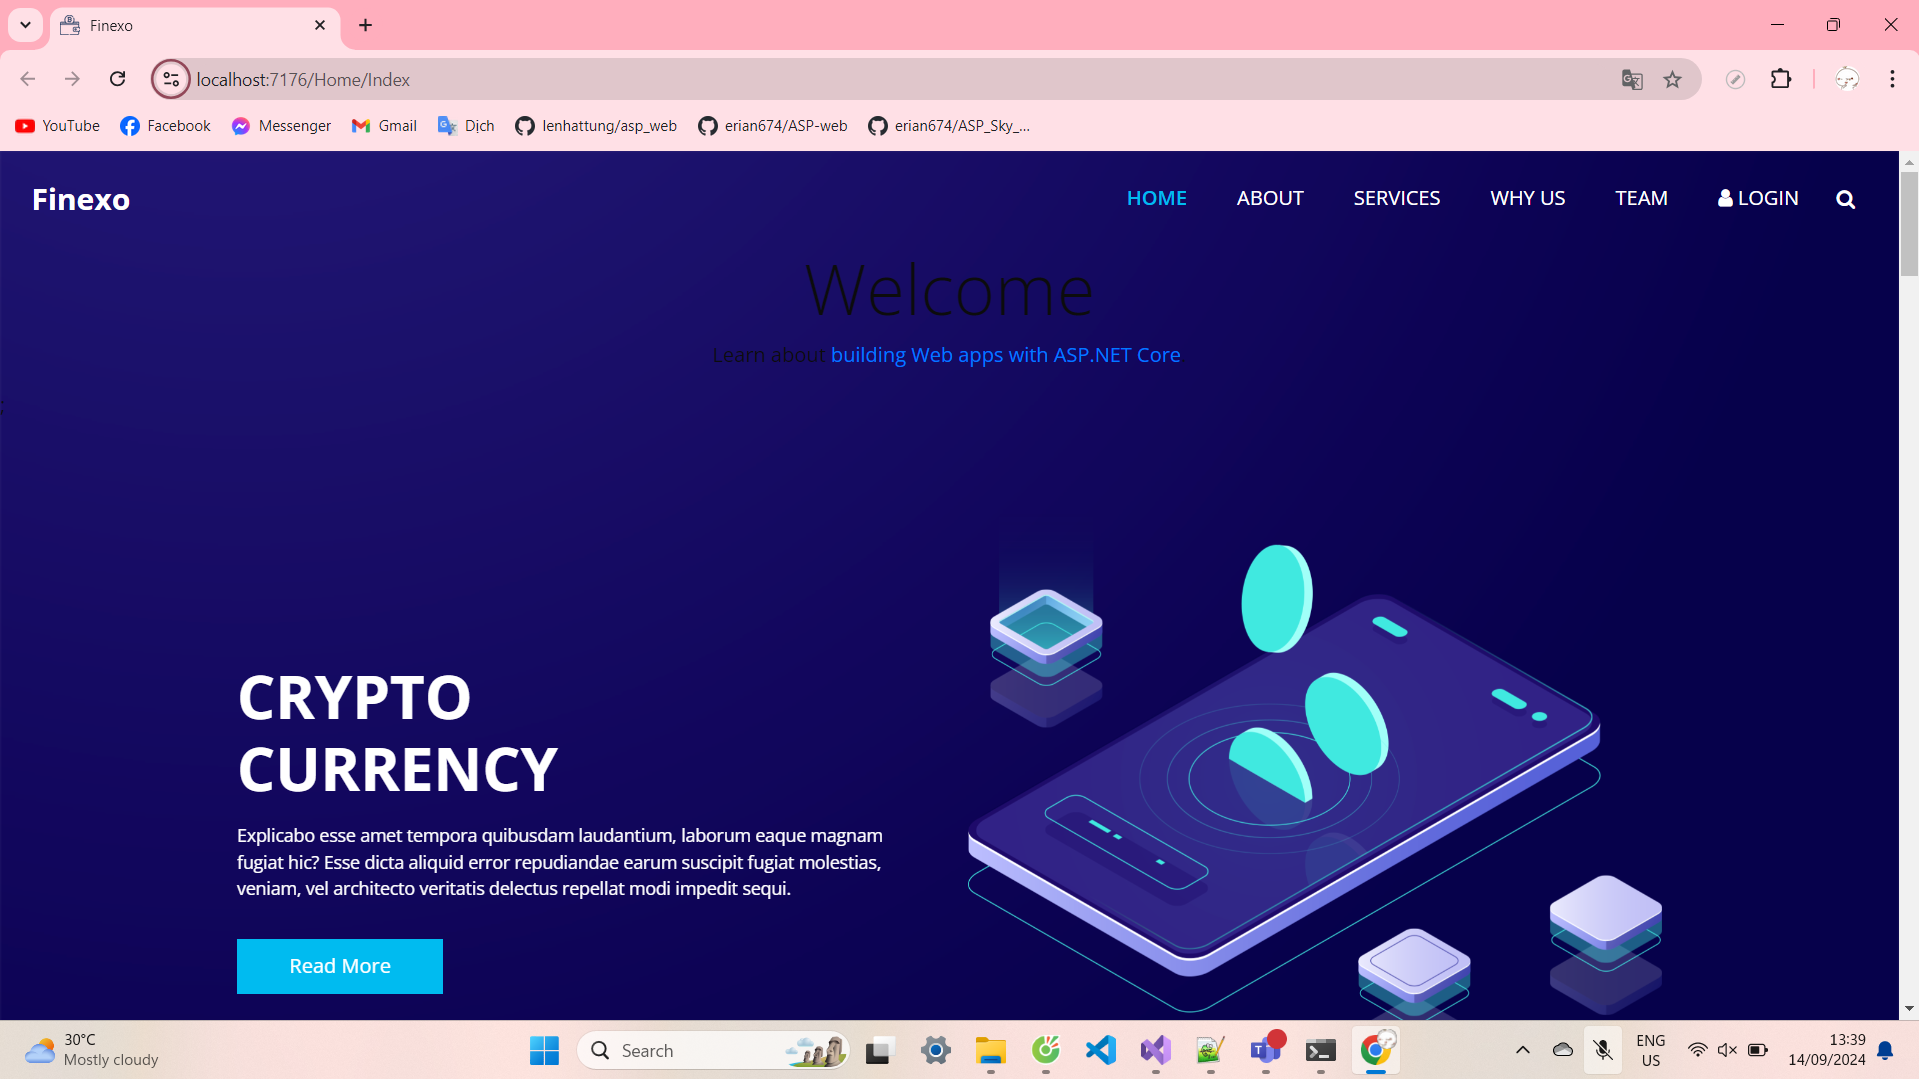 Finexo
localhost:7176/Home/Index
YouTube Facebook Messenger Gmail Dịch lenhattung/asp_web erian674/ASP-web erian674/ASP_Sky_...
Finexo
HOME ABOUT SERVICES WHY US TEAM LOGIN
Welcome
Learn about building Web apps with ASP.NET Core
;
CRYPTO
CURRENCY
Explicabo esse amet tempora quibusdam laudantium, laborum eaque magnam
fugiat hic? Esse dicta aliquid error repudiandae earum suscipit fugiat molestias,
veniam, vel architecto veritatis delectus repellat modi impedit sequi.
Read More
30°C
Mostly cloudy
Search
ENG
US
13:39
14/09/2024